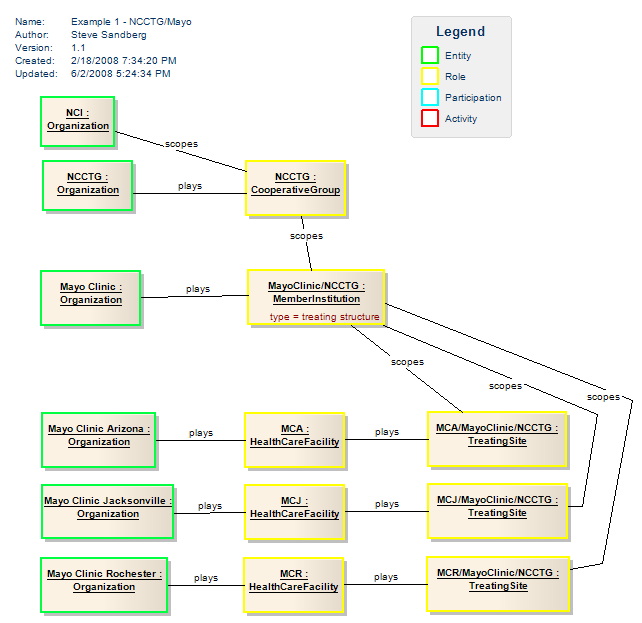 Name: Example 1 - NCCTG/Mayo
Author: Steve Sandberg
Version: 1.1
Created: 2/18/2008 7:34:20 PM
Updated: 6/2/2008 5:24:34 PM
Legend
Entity
Role
Participation
Activity
NCI :
Organization
scopes
NCCTG :
Organization
plays
NCCTG :
CooperativeGroup
scopes
Mayo Clinic :
Organization
plays
MayoClinic/NCCTG :
MemberInstitution
type = treating structure
scopes
scopes
scopes
Mayo Clinic Arizona :
Organization
plays
MCA :
HealthCareFacility
plays
MCA/MayoClinic/NCCTG :
TreatingSite
Mayo Clinic Jacksonville :
Organization
plays
MCJ :
HealthCareFacility
plays
MCJ/MayoClinic/NCCTG :
TreatingSite
Mayo Clinic Rochester :
Organization
plays
MCR :
HealthCareFacility
plays
MCR/MayoClinic/NCCTG :
TreatingSite